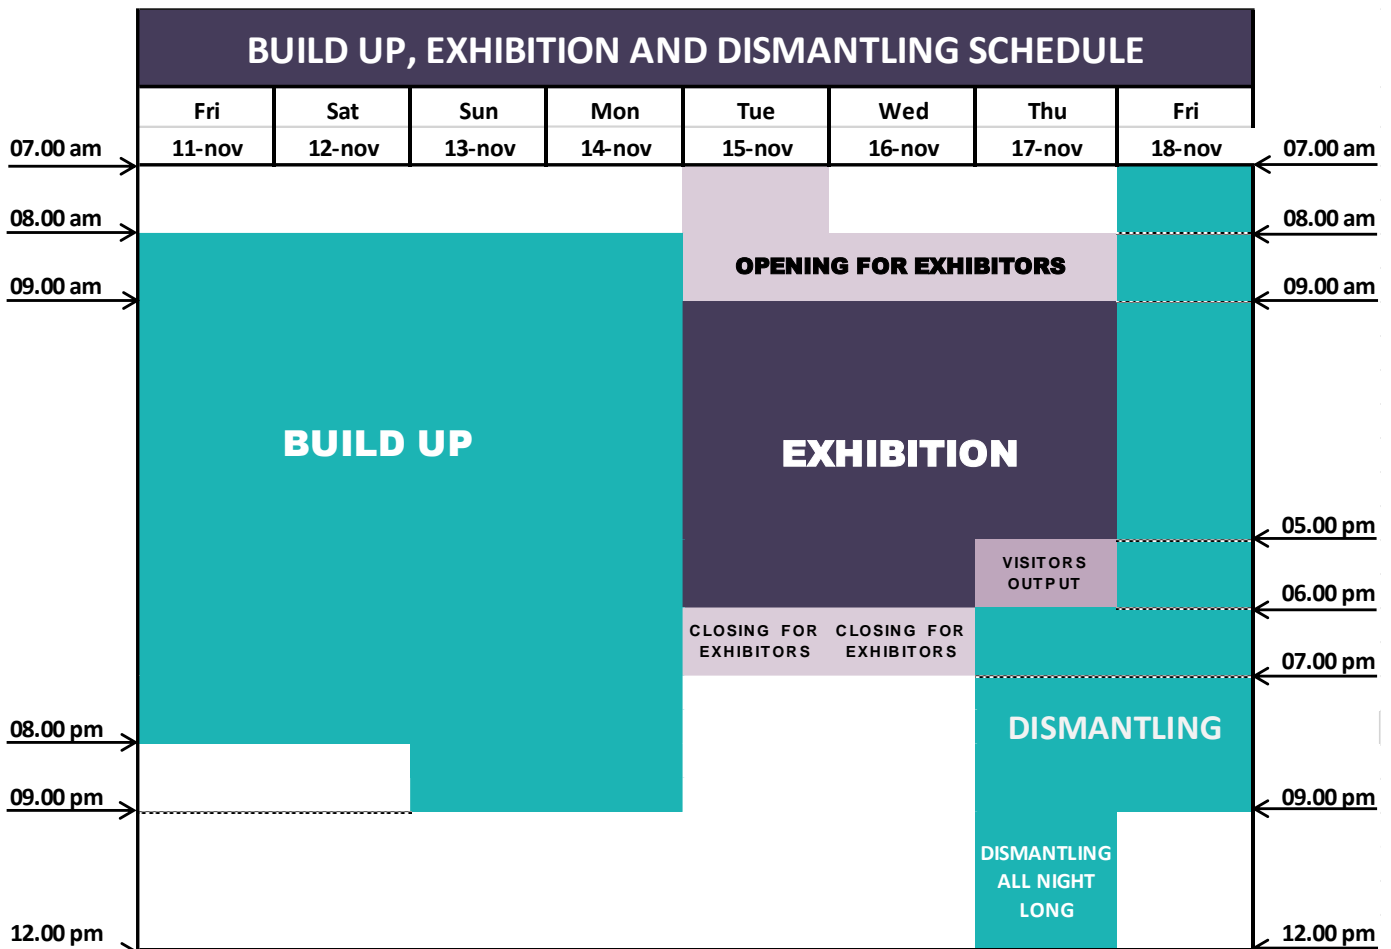 BUILD UP, EXHIBITION AND DISMANTLING SCHEDULE
Fri Sat Sun Mon Tue Wed Thu Fri
07.00 am 11-nov 12-nov 13-nov 14-nov 15-nov 16-nov 17-nov 18-nov 07.00 am
08.00 am 08.00 am
OPENING FOR EXHIBITORS
09.00 am 09.00 am
BUILD UP EXHIBITION
05.00 pm
VISITORS
OUTPUT
06.00 pm
CLOSING FOR CLOSING FOR
EXHIBITORS EXHIBITORS
07.00 pm
08.00 pm DISMANTLING
09.00 pm 09.00 pm
DISMANTLING
ALL NIGHT
LONG
12.00 pm 12.00 pm